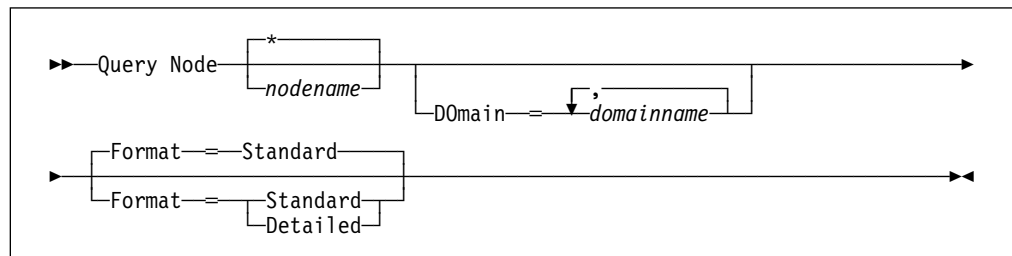 *
Query Node
nodename
,
DOmain = domainname
Format = Standard
Format = Standard
Detailed